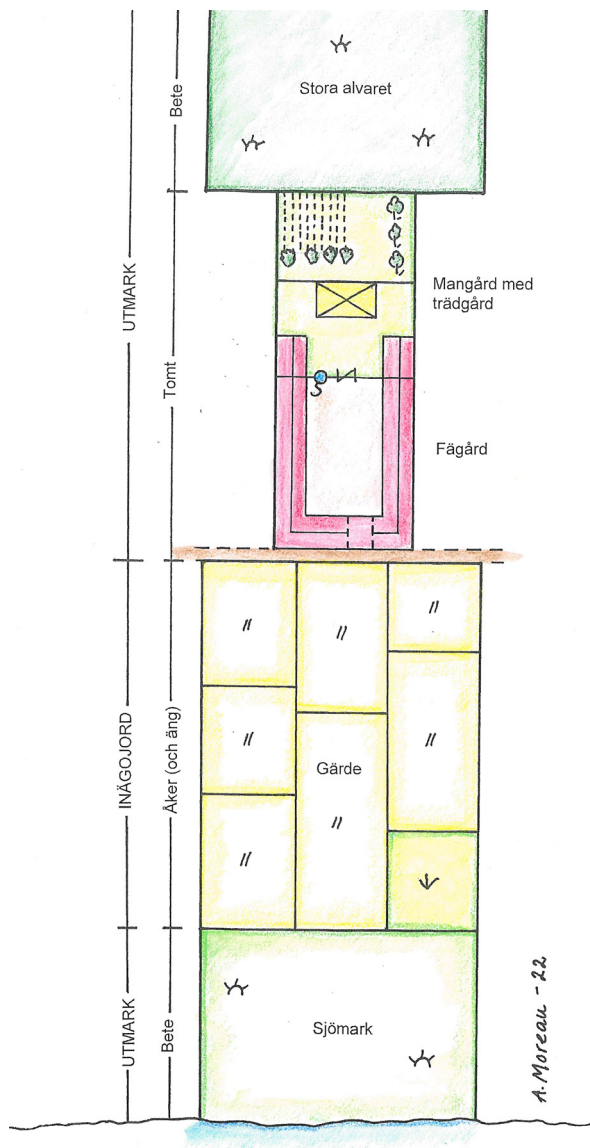 Stora alvaret
Bete
UTMARK
Mangård med
trädgård
Tomt
Fägård
INÄGOJORD
Åker (och äng)
Gärde
UTMARK
Bete
Sjömark
A. Moreau - 22